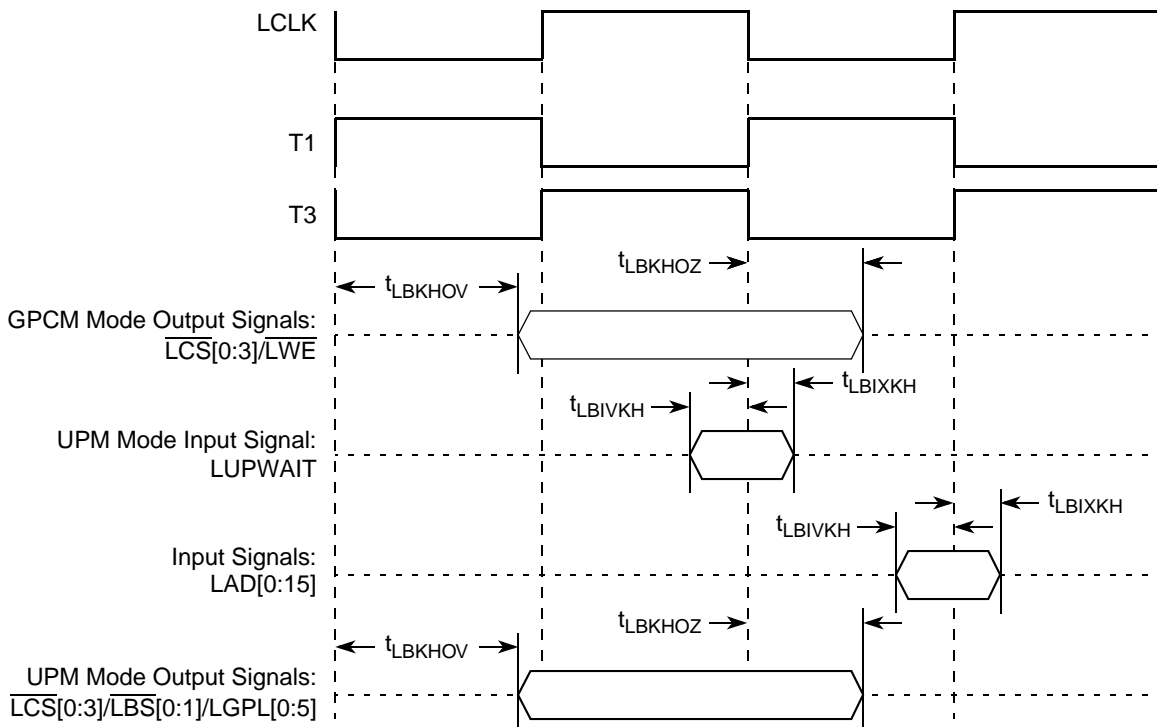 LCLK
T1
T3
tLBKHOZ
tLBKHOV
GPCM Mode Output Signals:
LCS[0:3]/LWE
tLBIXKH
tLBIVKH
UPM Mode Input Signal:
LUPWAIT
tLBIXKH
tLBIVKH
Input Signals:
LAD[0:15]
tLBKHOZ
tLBKHOV
UPM Mode Output Signals:
LCS[0:3]/LBS[0:1]/LGPL[0:5]